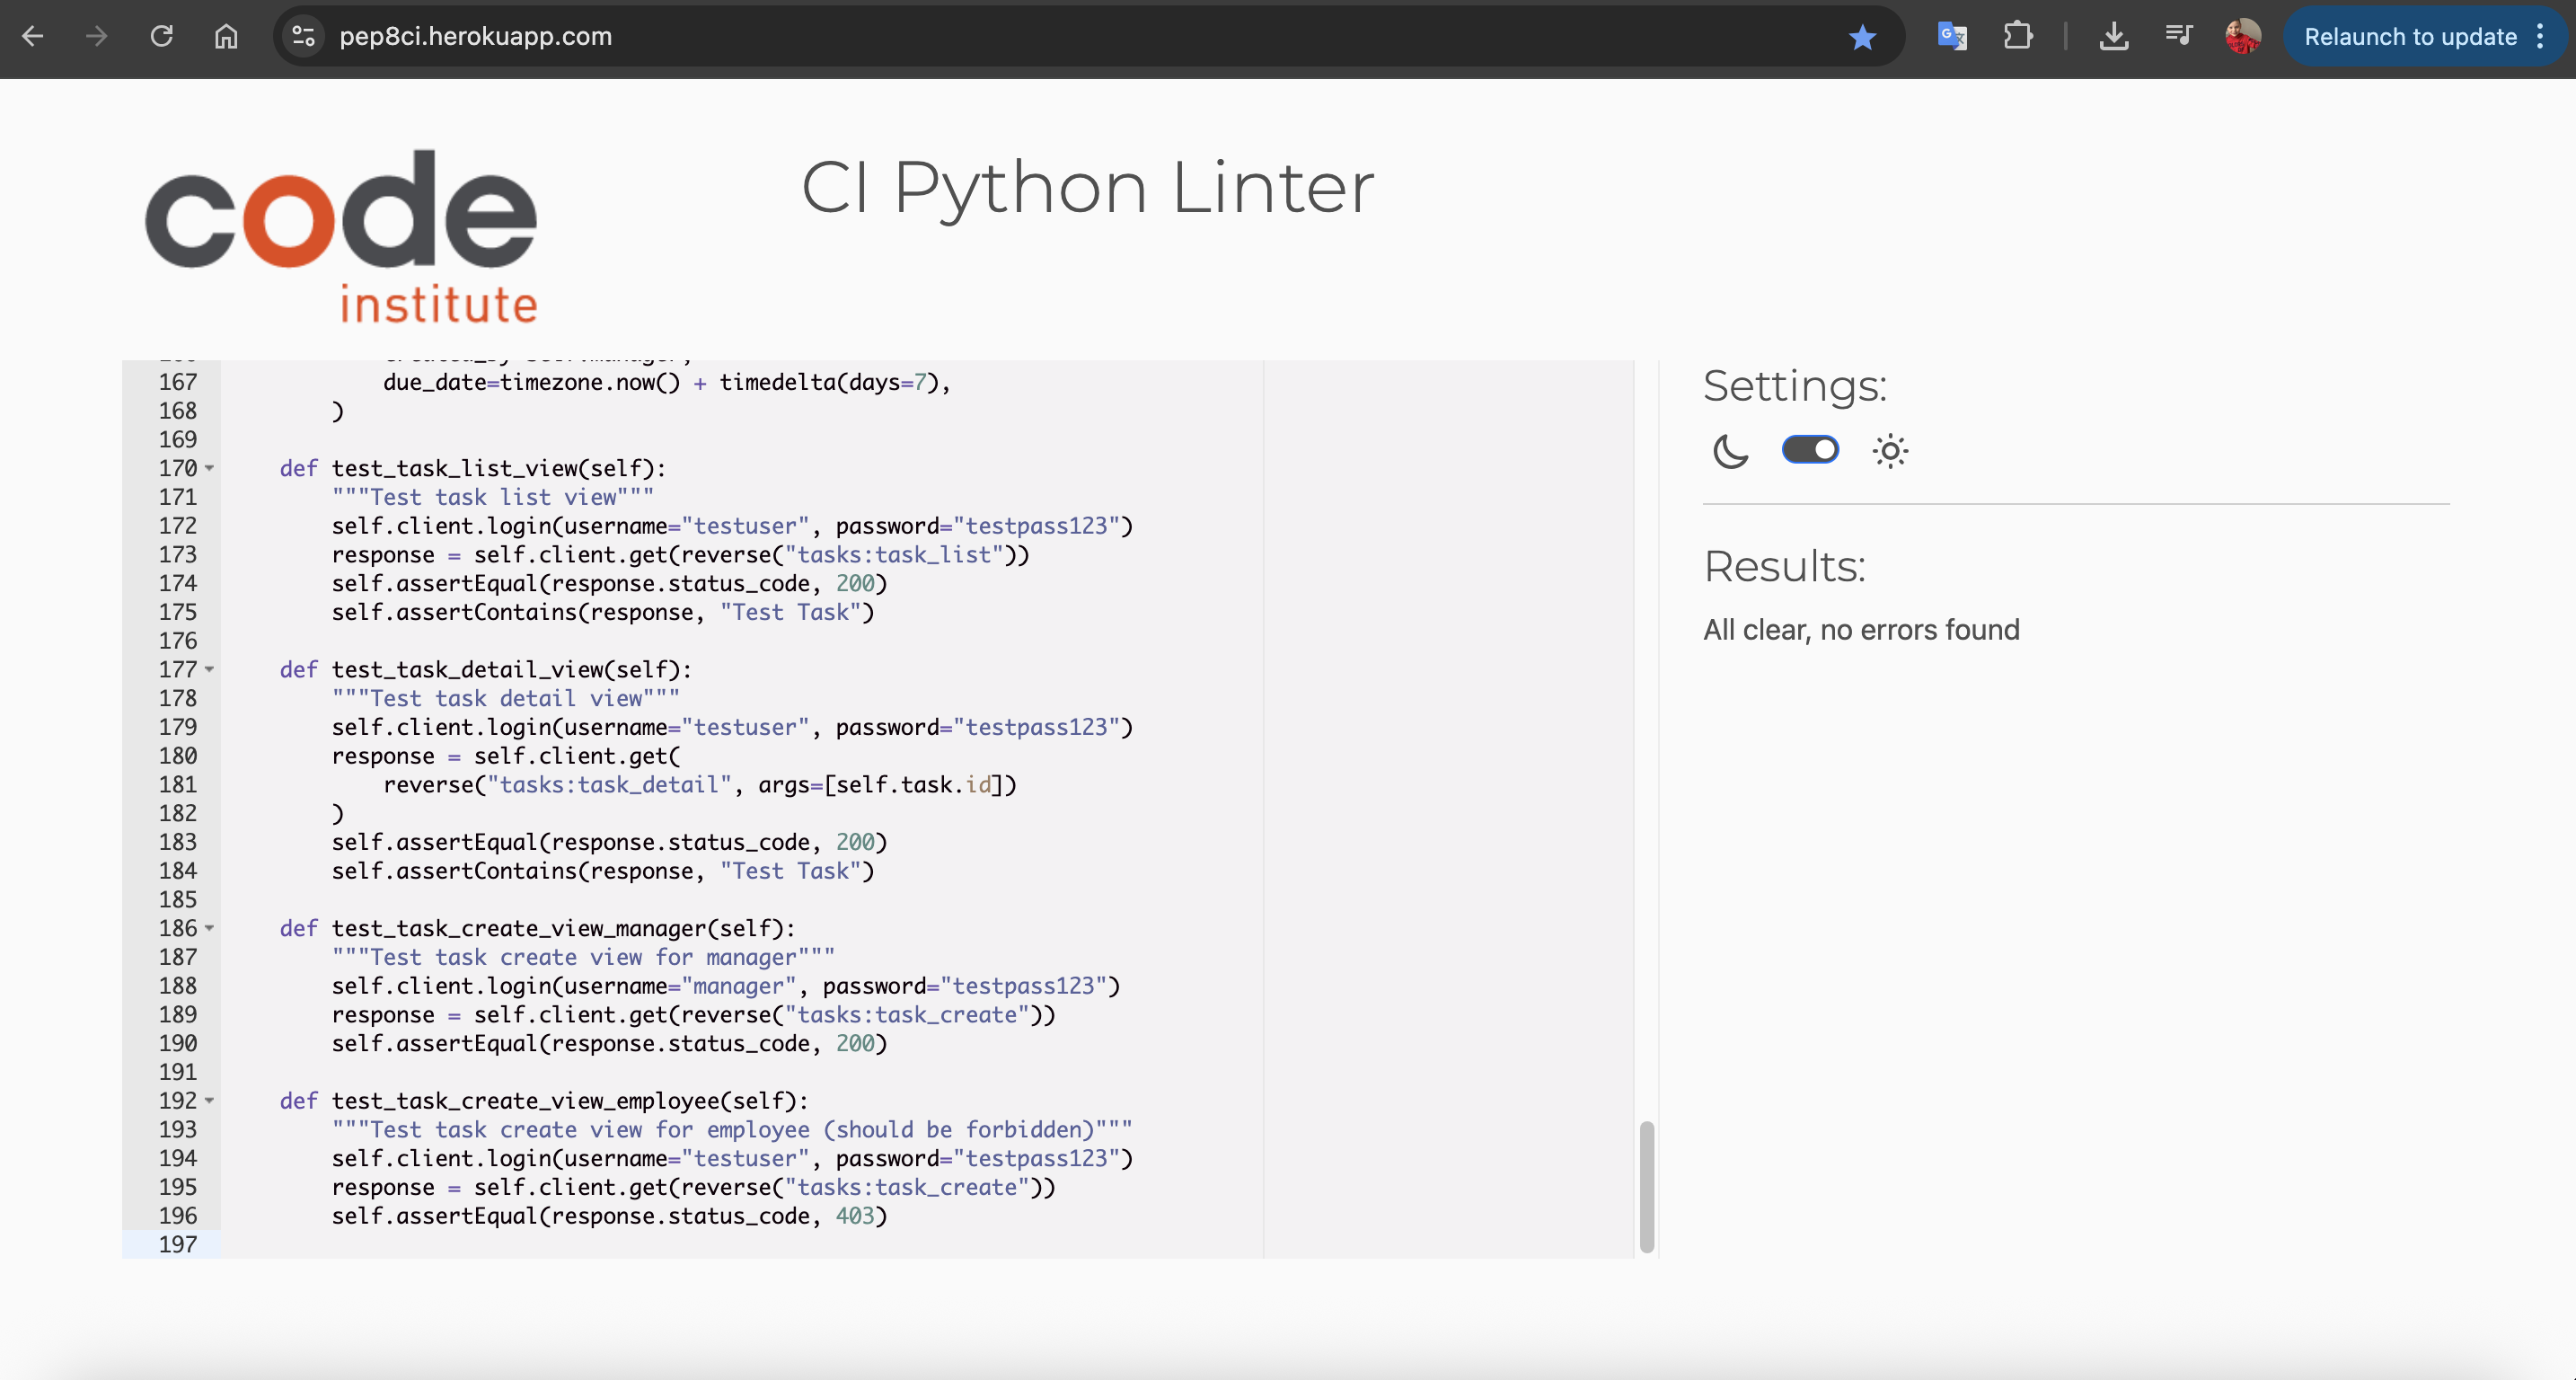 pep8ci.herokuapp.com
Relaunch to update
code
institute
CI Python Linter
167 due_date=timezone.now() + timedelta(days=7),
168 )
169
170 def test_task_list_view(self):
171 """Test task list view"""
172 self.client.login(username="testuser", password="testpass123")
173 response = self.client.get(reverse("tasks:task_list"))
174 self.assertEqual(response.status_code, 200)
175 self.assertContains(response, "Test Task")
176
177 def test_task_detail_view(self):
178 """Test task detail view"""
179 self.client.login(username="testuser", password="testpass123")
180 response = self.client.get(
181 reverse("tasks:task_detail", args=[self.task.id])
182 )
183 self.assertEqual(response.status_code, 200)
184 self.assertContains(response, "Test Task")
185
186 def test_task_create_view_manager(self):
187 """Test task create view for manager"""
188 self.client.login(username="manager", password="testpass123")
189 response = self.client.get(reverse("tasks:task_create"))
190 self.assertEqual(response.status_code, 200)
191
192 def test_task_create_view_employee(self):
193 """Test task create view for employee (should be forbidden)"""
194 self.client.login(username="testuser", password="testpass123")
195 response = self.client.get(reverse("tasks:task_create"))
196 self.assertEqual(response.status_code, 403)
197
Settings:
Results:
All clear, no errors found